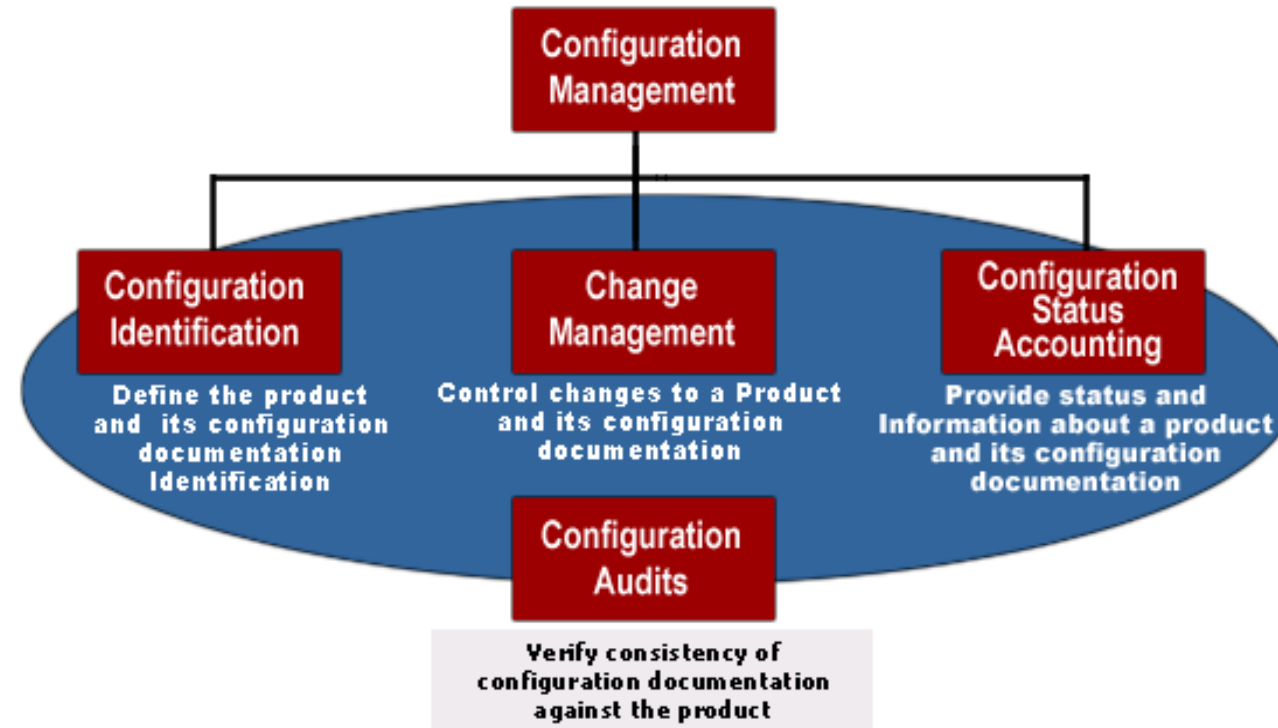 Configuration
Management
Configuration
Identification
Define the product
and its configuration
documentation
Identification
Change
Management
Control changes to a Product
and its configuration
documentation
Configuration
Status
Accounting
Provide status and
Information about a product
and its configuration
documentation
Configuration
Audits
Verify consistency of
configuration documentation
against the product